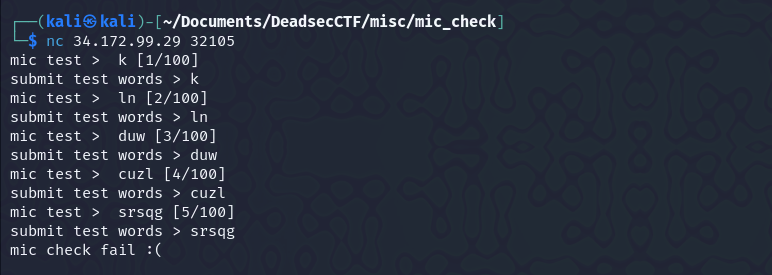 ┌──(kali㉿kali)-[~/Documents/DeadsecCTF/misc/mic_check]
└─$ nc 34.172.99.29 32105
mic test >  k [1/100]
submit test words > k
mic test >  ln [2/100]
submit test words > ln
mic test >  duw [3/100]
submit test words > duw
mic test >  cuzl [4/100]
submit test words > cuzl
mic test >  srsqg [5/100]
submit test words > srsqg
mic check fail :(